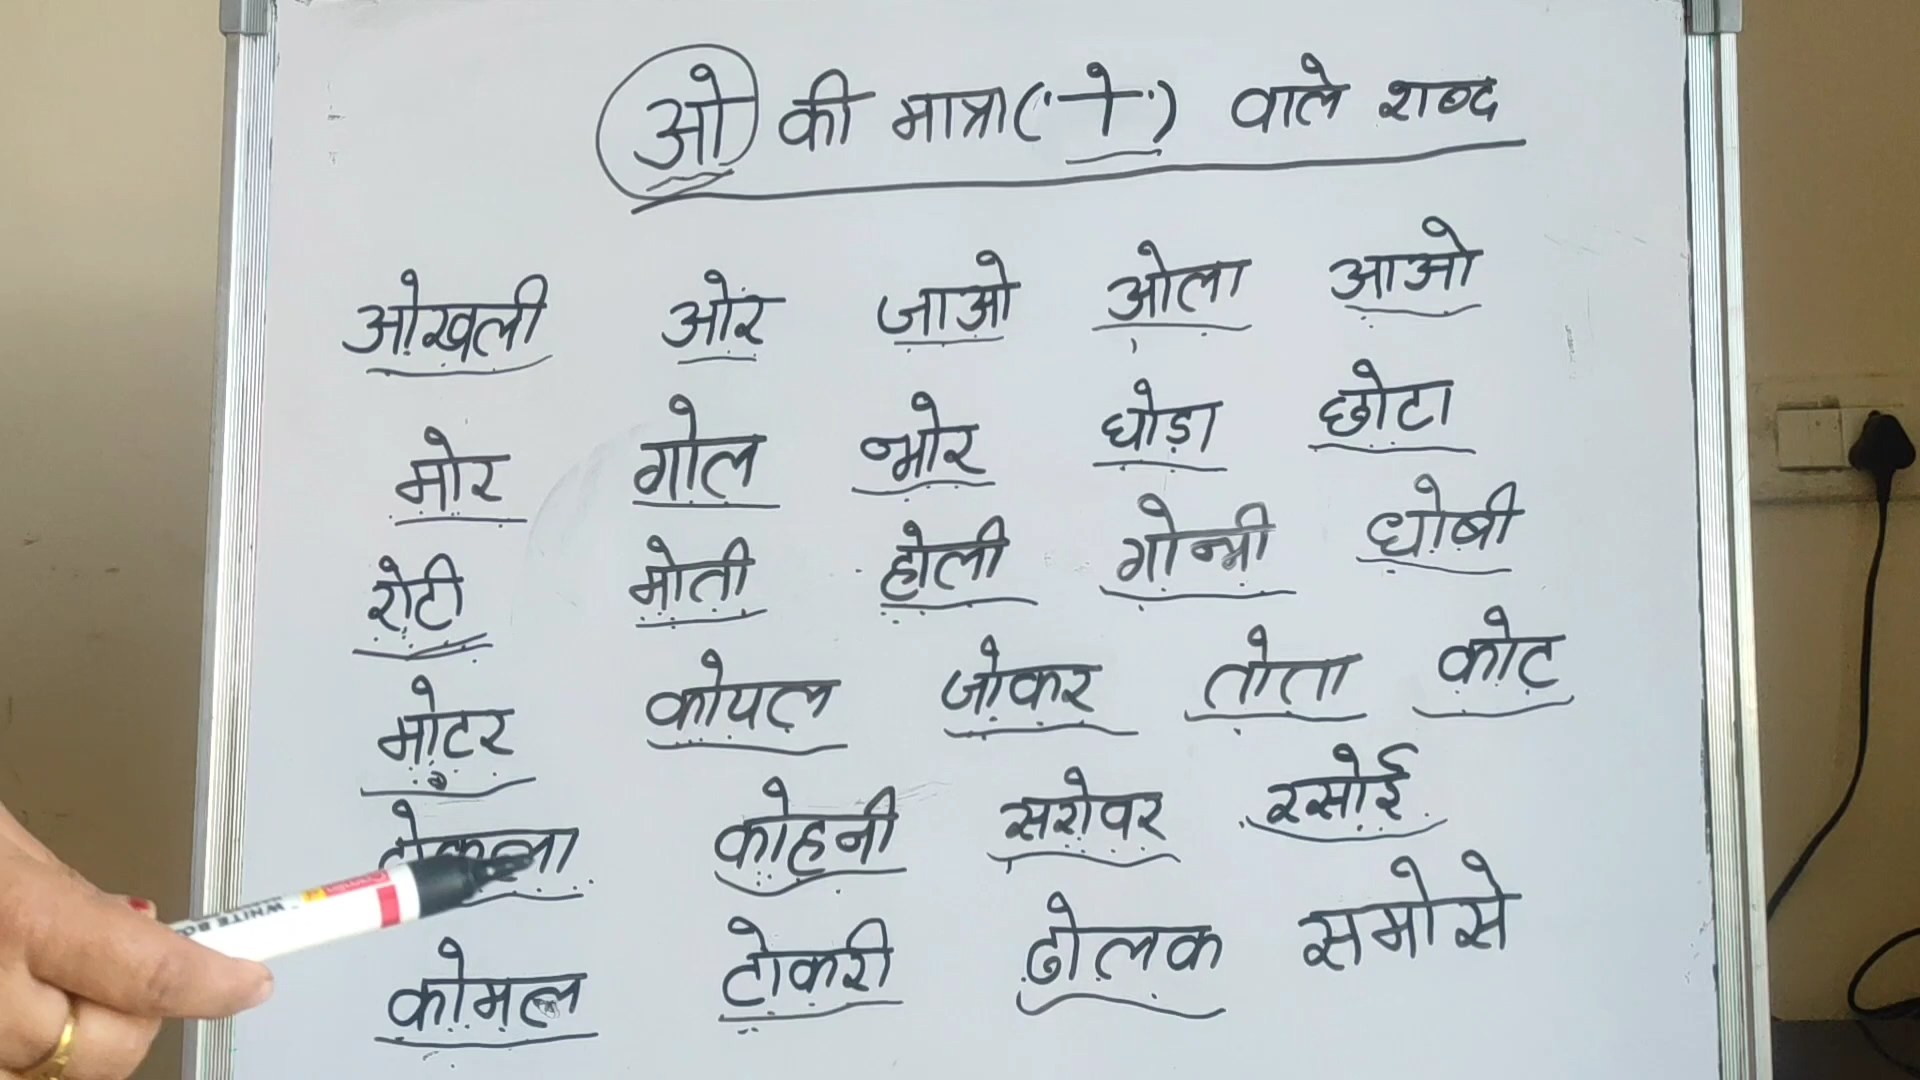 ओ की मात्रा ( ो ) वाले शब्द
ओखली ओर जाओ ओला आओ
मोर गोल भोर घोड़ा छोटा
रोटी मोती होली गोभी धोबी
मोटर कोयल जोकर तोता कोट
कोहनी सरोवर रसोई
कोमल टोकरी ढोलक समोसे